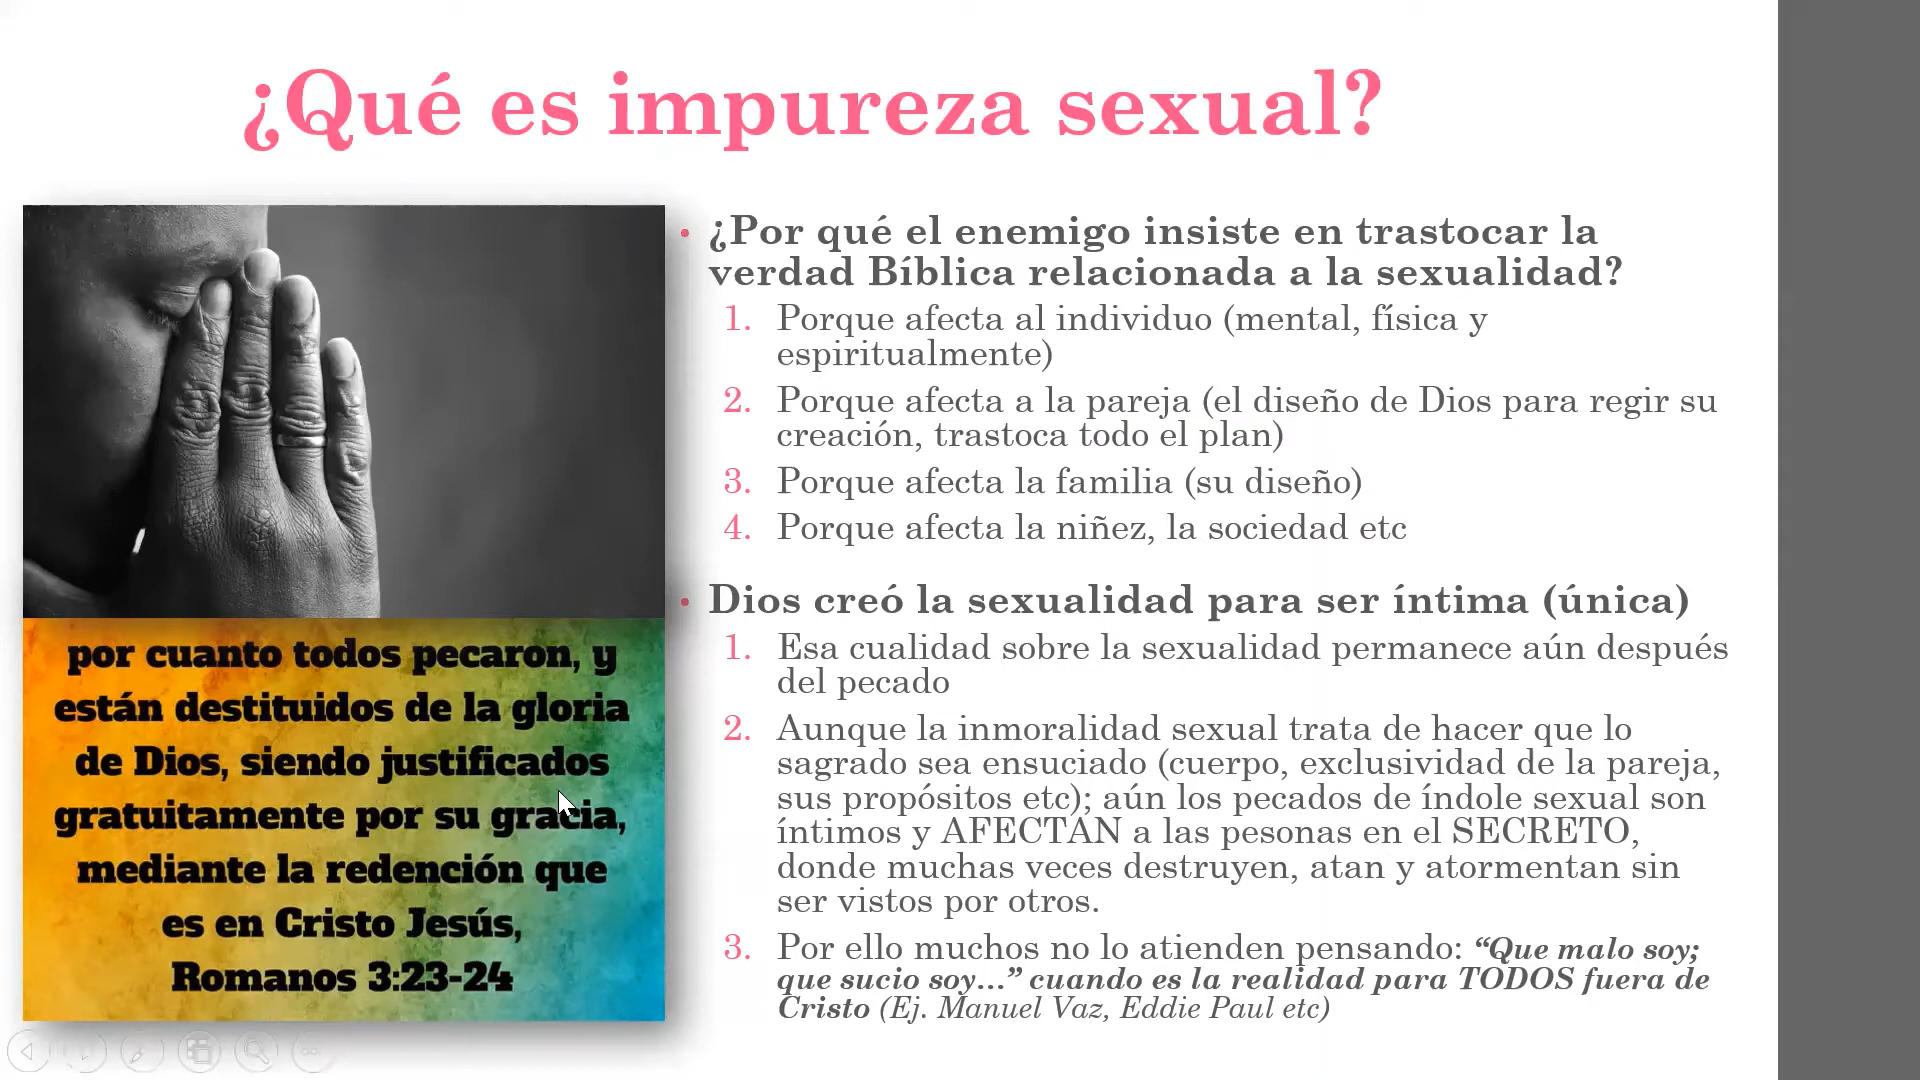 ¿Qué es impureza sexual?
• ¿Por qué el enemigo insiste en trastocar la
verdad Bíblica relacionada a la sexualidad?
1. Porque afecta al individuo (mental, física y
espiritualmente)
2. Porque afecta a la pareja (el diseño de Dios para regir su
creación, trastoca todo el plan)
3. Porque afecta la familia (su diseño)
4. Porque afecta la niñez, la sociedad etc
• Dios creó la sexualidad para ser íntima (única)
1. Esa cualidad sobre la sexualidad permanece aún después
del pecado
2. Aunque la inmoralidad sexual trata de hacer que lo
sagrado sea ensuciado (cuerpo, exclusividad de la pareja,
sus propósitos etc); aún los pecados de índole sexual son
íntimos y AFECTAN a las pesonas en el SECRETO,
donde muchas veces destruyen, atan y atormentan sin
ser vistos por otros.
3. Por ello muchos no lo atienden pensando: “Que malo soy;
que sucio soy...” cuando es la realidad para TODOS fuera de
Cristo (Ej. Manuel Vaz, Eddie Paul etc)
por cuanto todos pecaron, y
están destituidos de la gloria
de Dios, siendo justificados
gratuitamente por su gracia,
mediante la redención que
es en Cristo Jesús,
Romanos 3:23-24